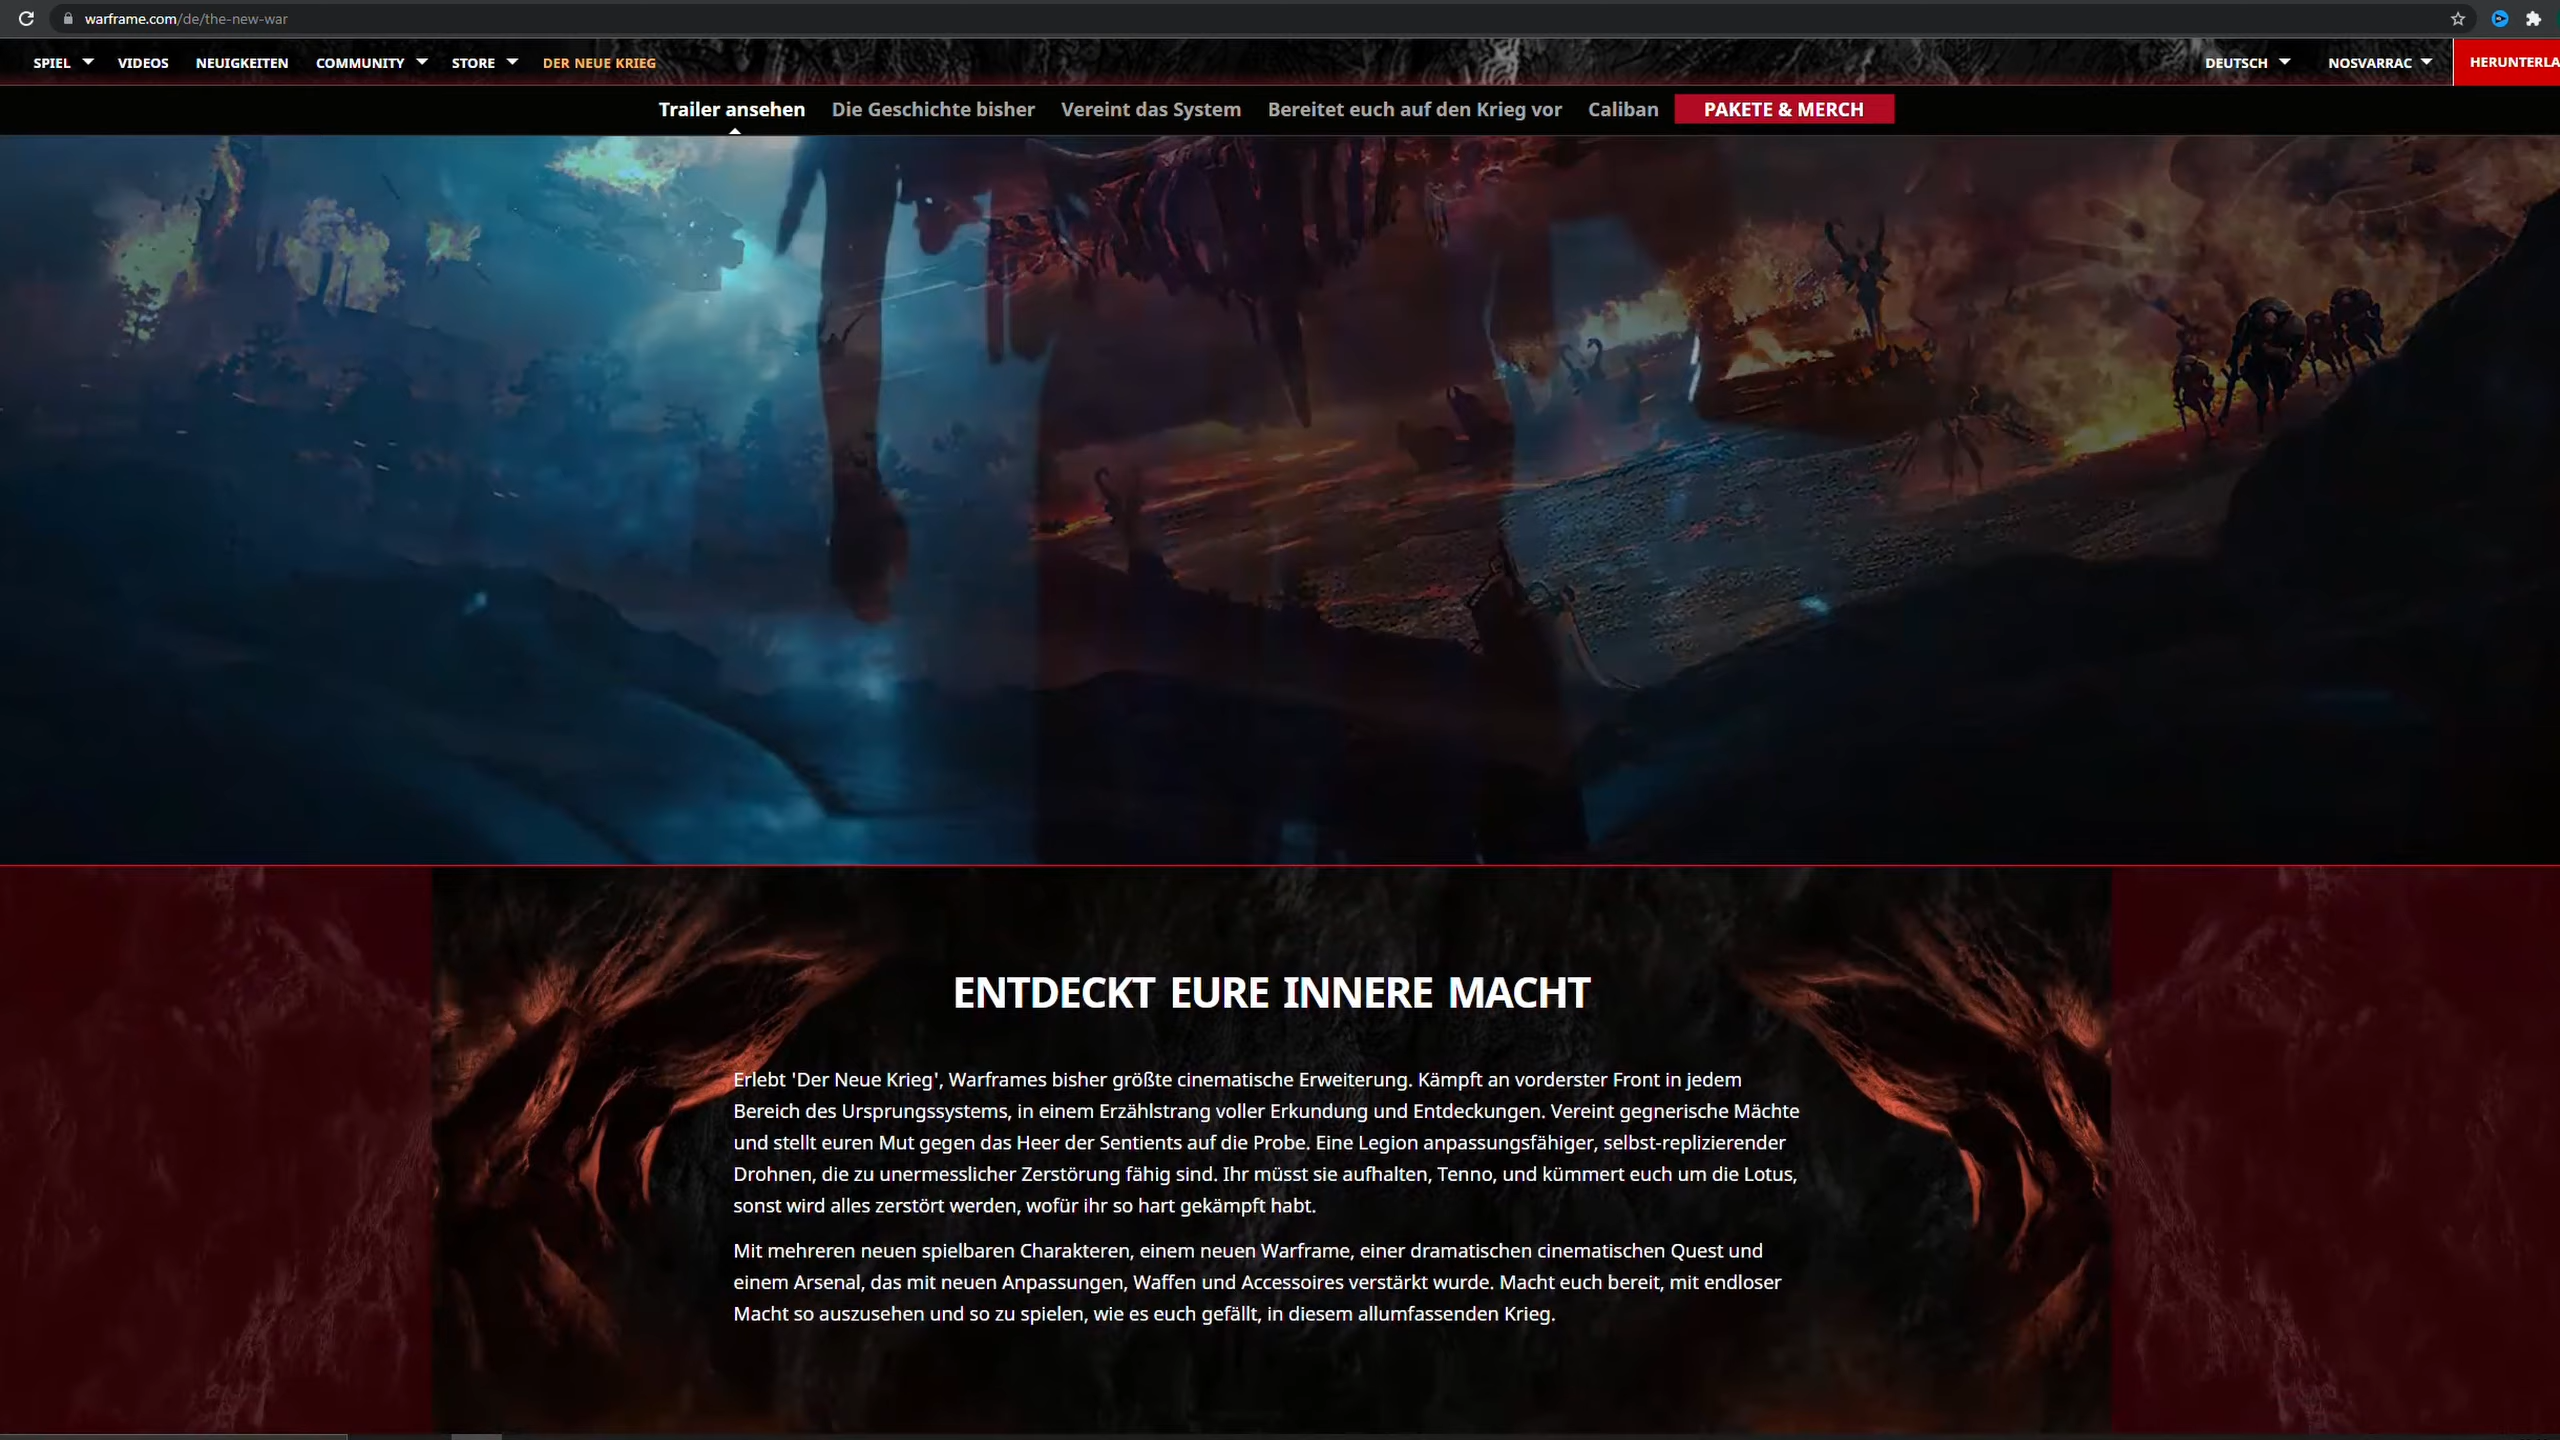 warframe.com/de/the-new-war
SPIEL VIDEOS NEUIGKEITEN COMMUNITY STORE DER NEUE KRIEG DEUTSCH NOSVARRAC HERUNTERLA
Trailer ansehen Die Geschichte bisher Vereint das System Bereitet euch auf den Krieg vor Caliban PAKETE & MERCH
ENTDECKT EURE INNERE MACHT
Erlebt 'Der Neue Krieg', Warframes bisher größte cinematische Erweiterung. Kämpft an vorderster Front in jedem
Bereich des Ursprungssystems, in einem Erzählstrang voller Erkundung und Entdeckungen. Vereint gegnerische Mächte
und stellt euren Mut gegen das Heer der Sentients auf die Probe. Eine Legion anpassungsfähiger, selbst-replizierender
Drohnen, die zu unermesslicher Zerstörung fähig sind. Ihr müsst sie aufhalten, Tenno, und kümmert euch um die Lotus,
sonst wird alles zerstört werden, wofür ihr so hart gekämpft habt.
Mit mehreren neuen spielbaren Charakteren, einem neuen Warframe, einer dramatischen cinematischen Quest und
einem Arsenal, das mit neuen Anpassungen, Waffen und Accessoires verstärkt wurde. Macht euch bereit, mit endloser
Macht so auszusehen und so zu spielen, wie es euch gefällt, in diesem allumfassenden Krieg.